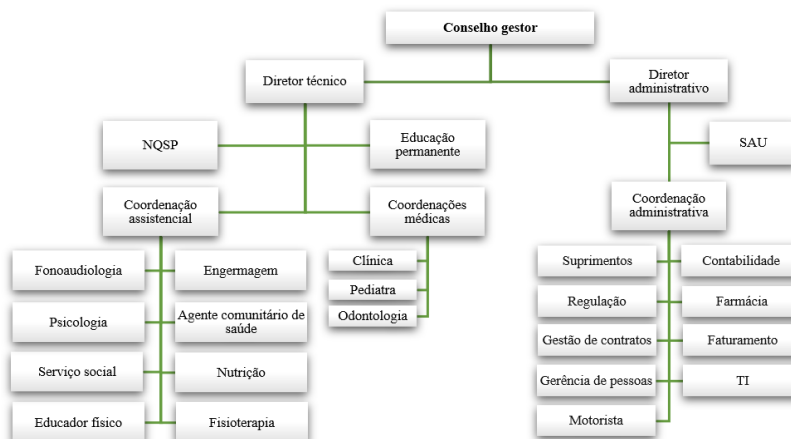 Conselho gestor
Diretor técnico
Diretor
administrativo
NQSP
Educação
permanente
SAU
Coordenação
assistencial
Coordenações
médicas
Coordenação
administrativa
Fonoaudiologia
Engermagem
Psicologia
Agente comunitário de
saúde
Serviço social
Nutrição
Educador físico
Fisioterapia
Clínica
Pediatra
Odontologia
Suprimentos
Contabilidade
Regulação
Farmácia
Gestão de contratos
Faturamento
Gerência de pessoas
TI
Motorista